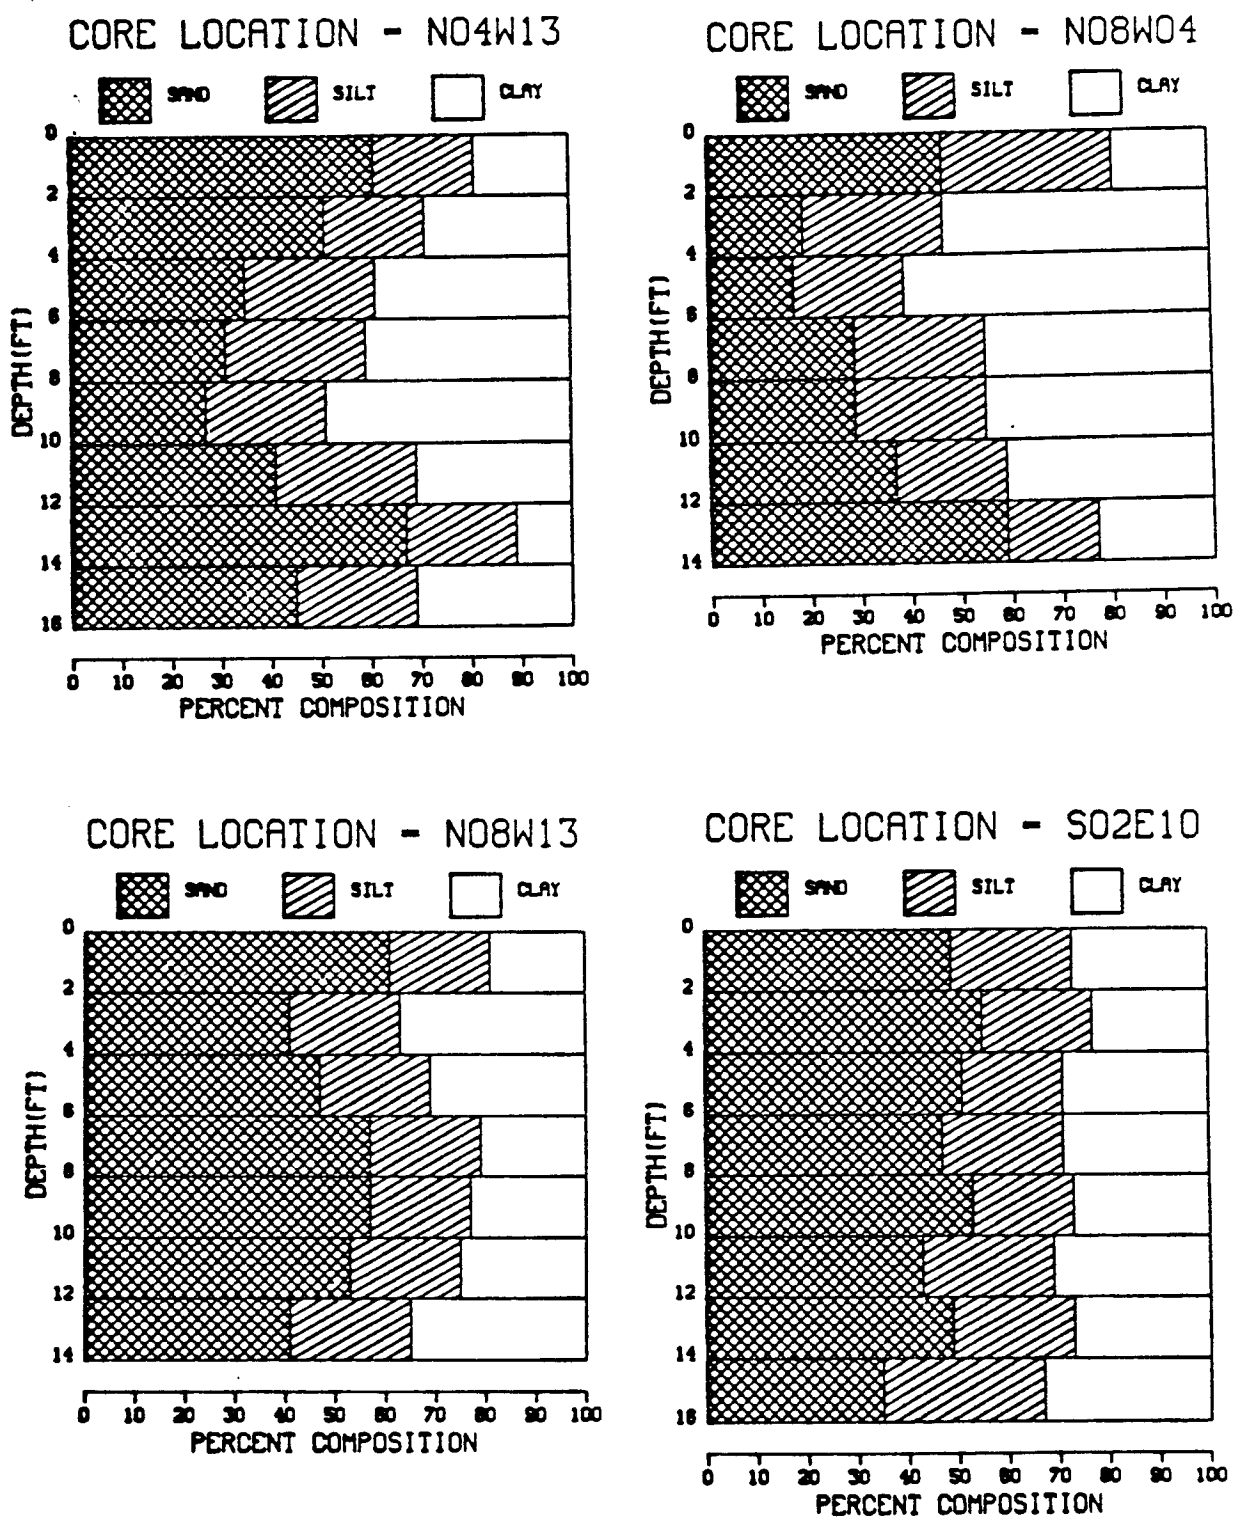 CORE LOCATION - N04W13
SAND SILT CLAY
0
2
4
6
8
10
12
14
16
DEPTH(FT)
0 10 20 30 40 50 60 70 80 90 100
PERCENT COMPOSITION
CORE LOCATION - N08W04
SAND SILT CLAY
0
2
4
6
8
10
12
14
DEPTH(FT)
0 10 20 30 40 50 60 70 80 90 100
PERCENT COMPOSITION
CORE LOCATION - N08W13
SAND SILT CLAY
0
2
4
6
8
10
12
14
DEPTH(FT)
0 10 20 30 40 50 60 70 80 90 100
PERCENT COMPOSITION
CORE LOCATION - S02E10
SAND SILT CLAY
0
2
4
6
8
10
12
14
16
DEPTH(FT)
0 10 20 30 40 50 60 70 80 90 100
PERCENT COMPOSITION